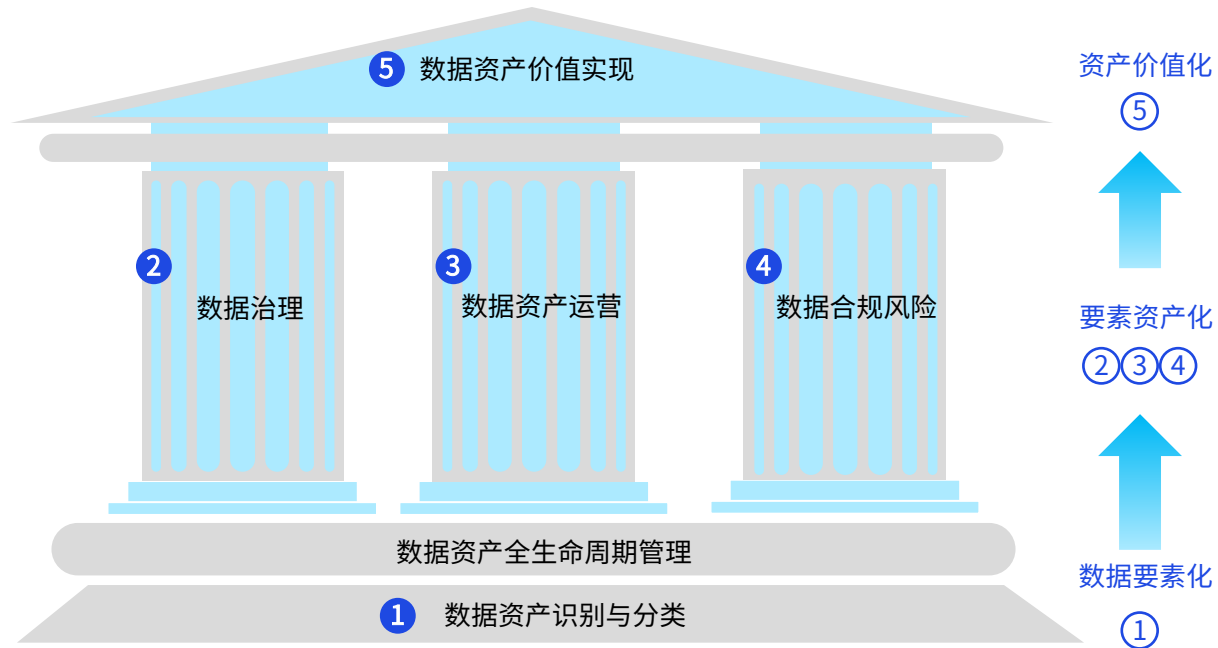 5 数据资产价值实现
2
数据治理
3
数据资产运营
4
数据合规风险
数据资产全生命周期管理
1 数据资产识别与分类
资产价值化
⑤
要素资产化
②③④
数据要素化
①